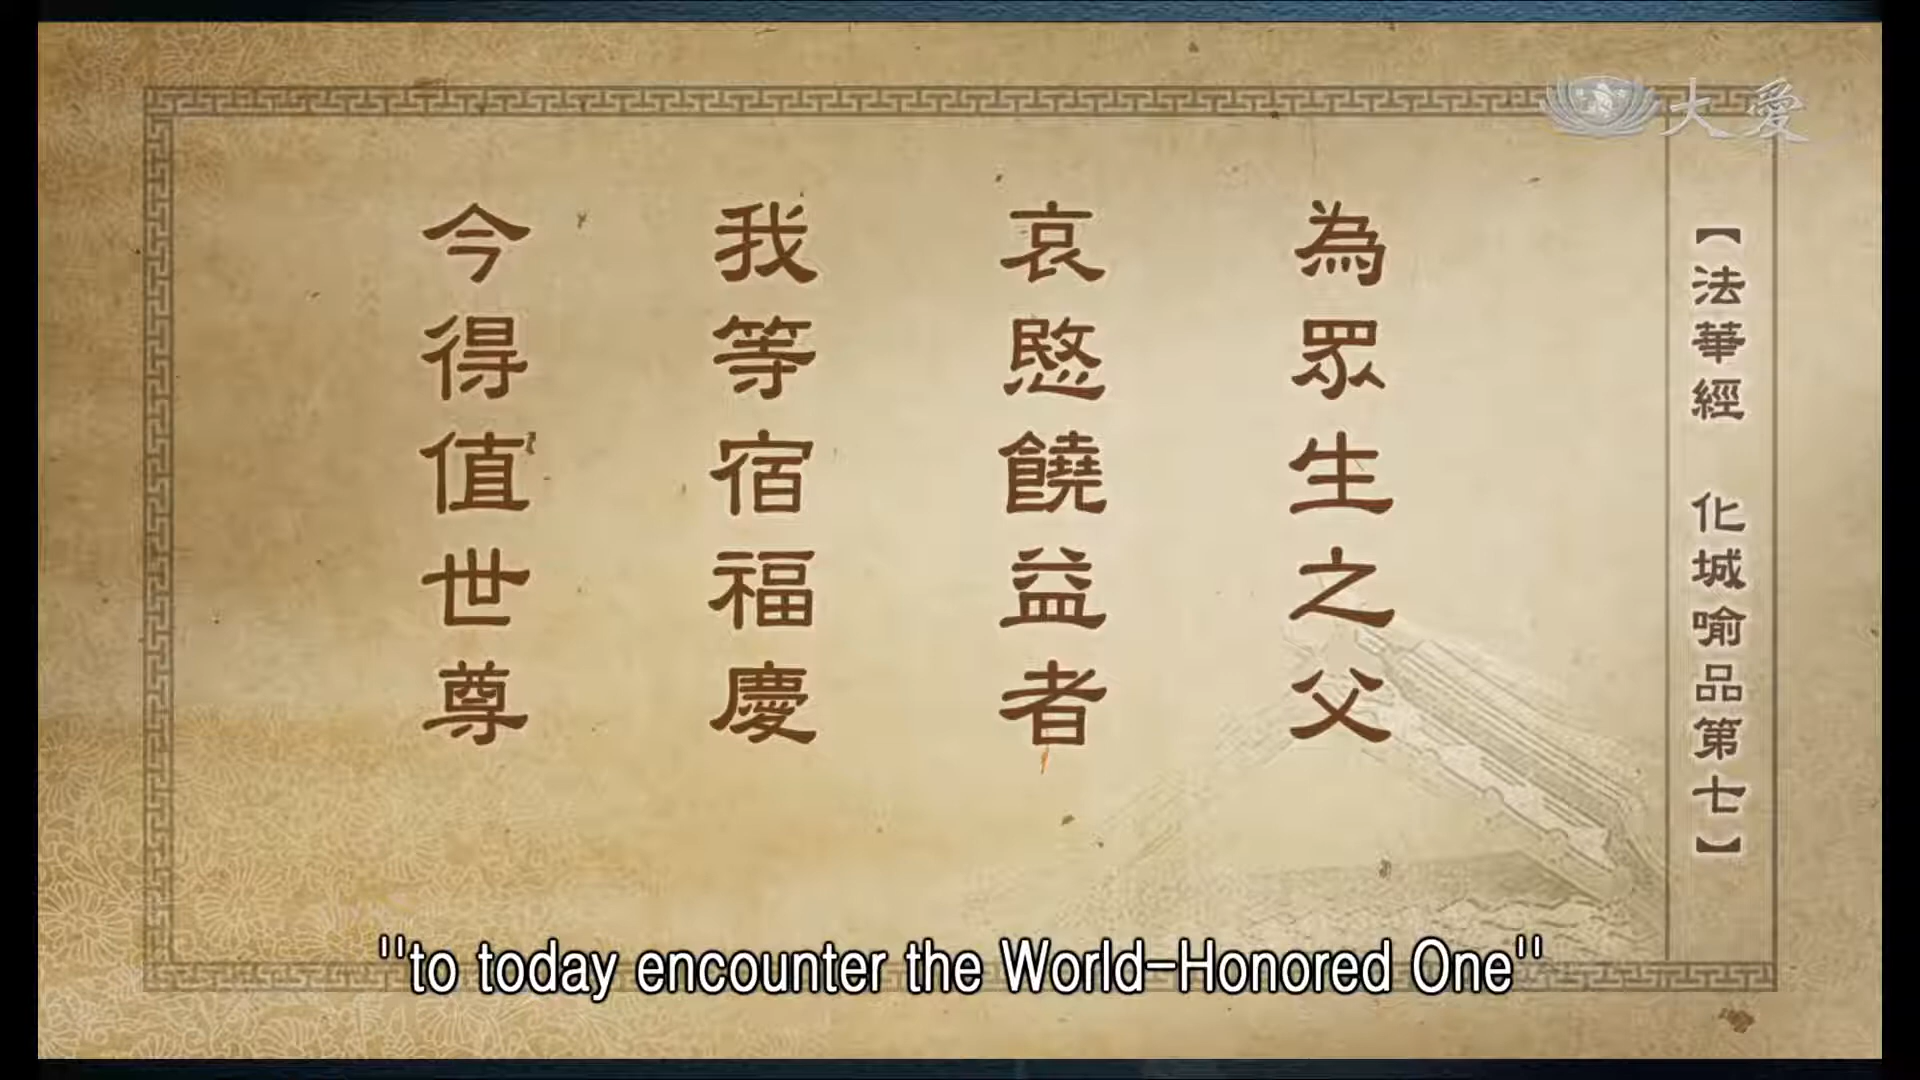 大愛
【法華經 化城喻品第七】
為眾生之父
哀愍饒益者
我等宿福慶
今得值世尊
"to today encounter the World-Honored One"